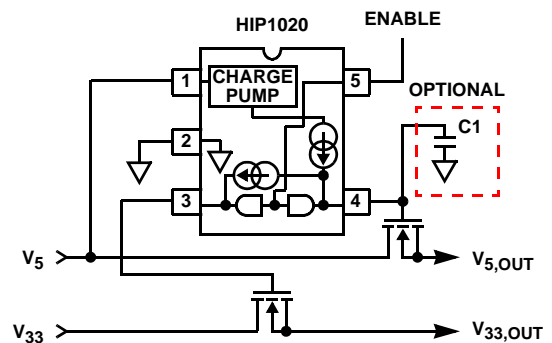 HIP1020
ENABLE
1
CHARGE
PUMP
5
OPTIONAL
C1
2
3
4
V5
V5,OUT
V33
V33,OUT